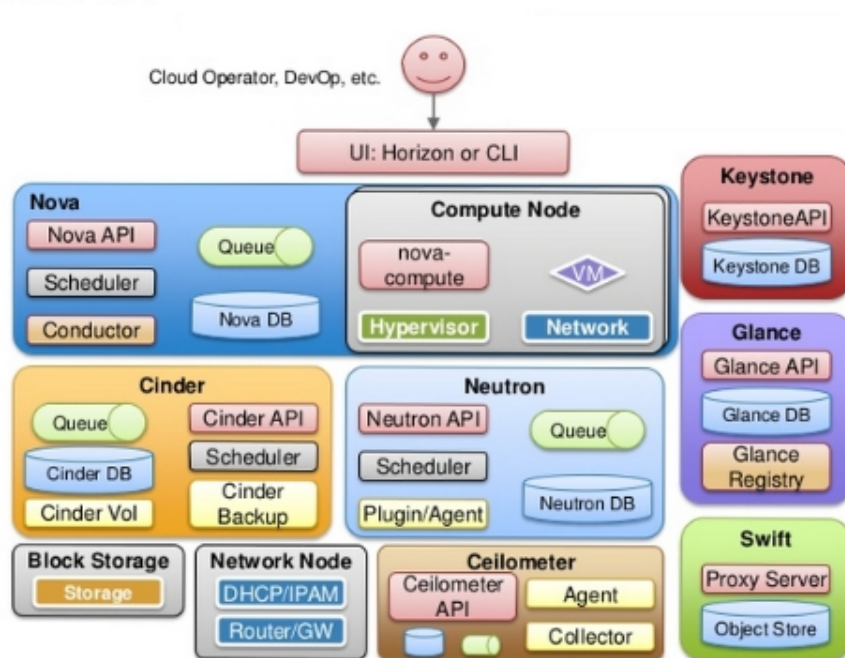 Cloud Operator, DevOp, etc.
UI: Horizon or CLI
Nova
Nova API
Scheduler
Conductor
Queue
Nova DB
Compute Node
nova-
compute
VM
Hypervisor
Network
Keystone
KeystoneAPI
Keystone DB
Cinder
Queue
Cinder DB
Cinder Vol
Cinder API
Scheduler
Cinder
Backup
Neutron
Neutron API
Scheduler
Plugin/Agent
Queue
Neutron DB
Glance
Glance API
Glance DB
Glance
Registry
Block Storage
Storage
Network Node
DHCP/IPAM
Router/GW
Ceilometer
Ceilometer
API
Agent
Collector
Swift
Proxy Server
Object Store